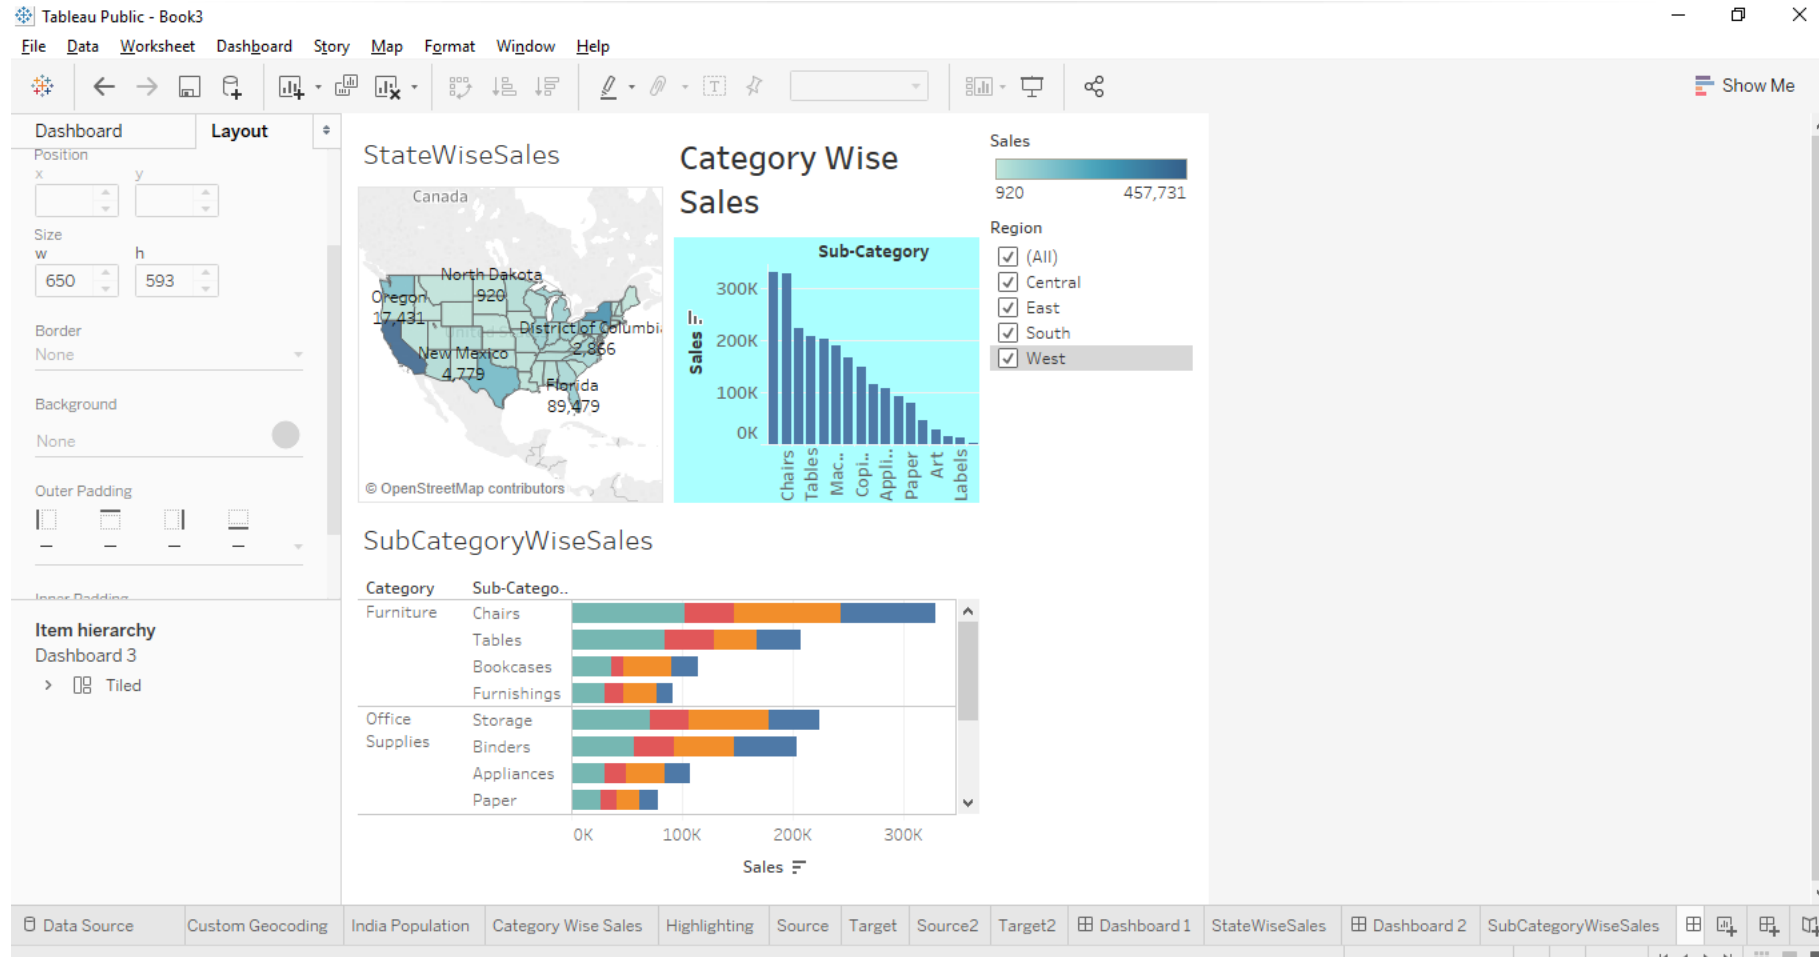 Tableau Public - Book3
File Data Worksheet Dashboard Story Map Format Window Help
Show Me
Dashboard Layout
Position
x y
Size
w h
650 593
Border
None
Background
None
Outer Padding
Inner Padding
Item hierarchy
Dashboard 3
Tiled
StateWiseSales
Canada
North Dakota
920
Oregon
17,431
District of Columbi
2,866
New Mexico
4,779
Florida
89,479
© OpenStreetMap contributors
Category Wise
Sales
Sub-Category
Sales
300K
200K
100K
0K
Chairs
Tables
Mac..
Copi..
Appli..
Paper
Art
Labels
Sales
920 457,731
Region
(All)
Central
East
South
West
SubCategoryWiseSales
Category Sub-Catego..
Furniture Chairs
Tables
Bookcases
Furnishings
Office Storage
Supplies Binders
Appliances
Paper
0K 100K 200K 300K
Sales
Data Source Custom Geocoding India Population Category Wise Sales Highlighting Source Target Source2 Target2 Dashboard 1 StateWiseSales Dashboard 2 SubCategoryWiseSales